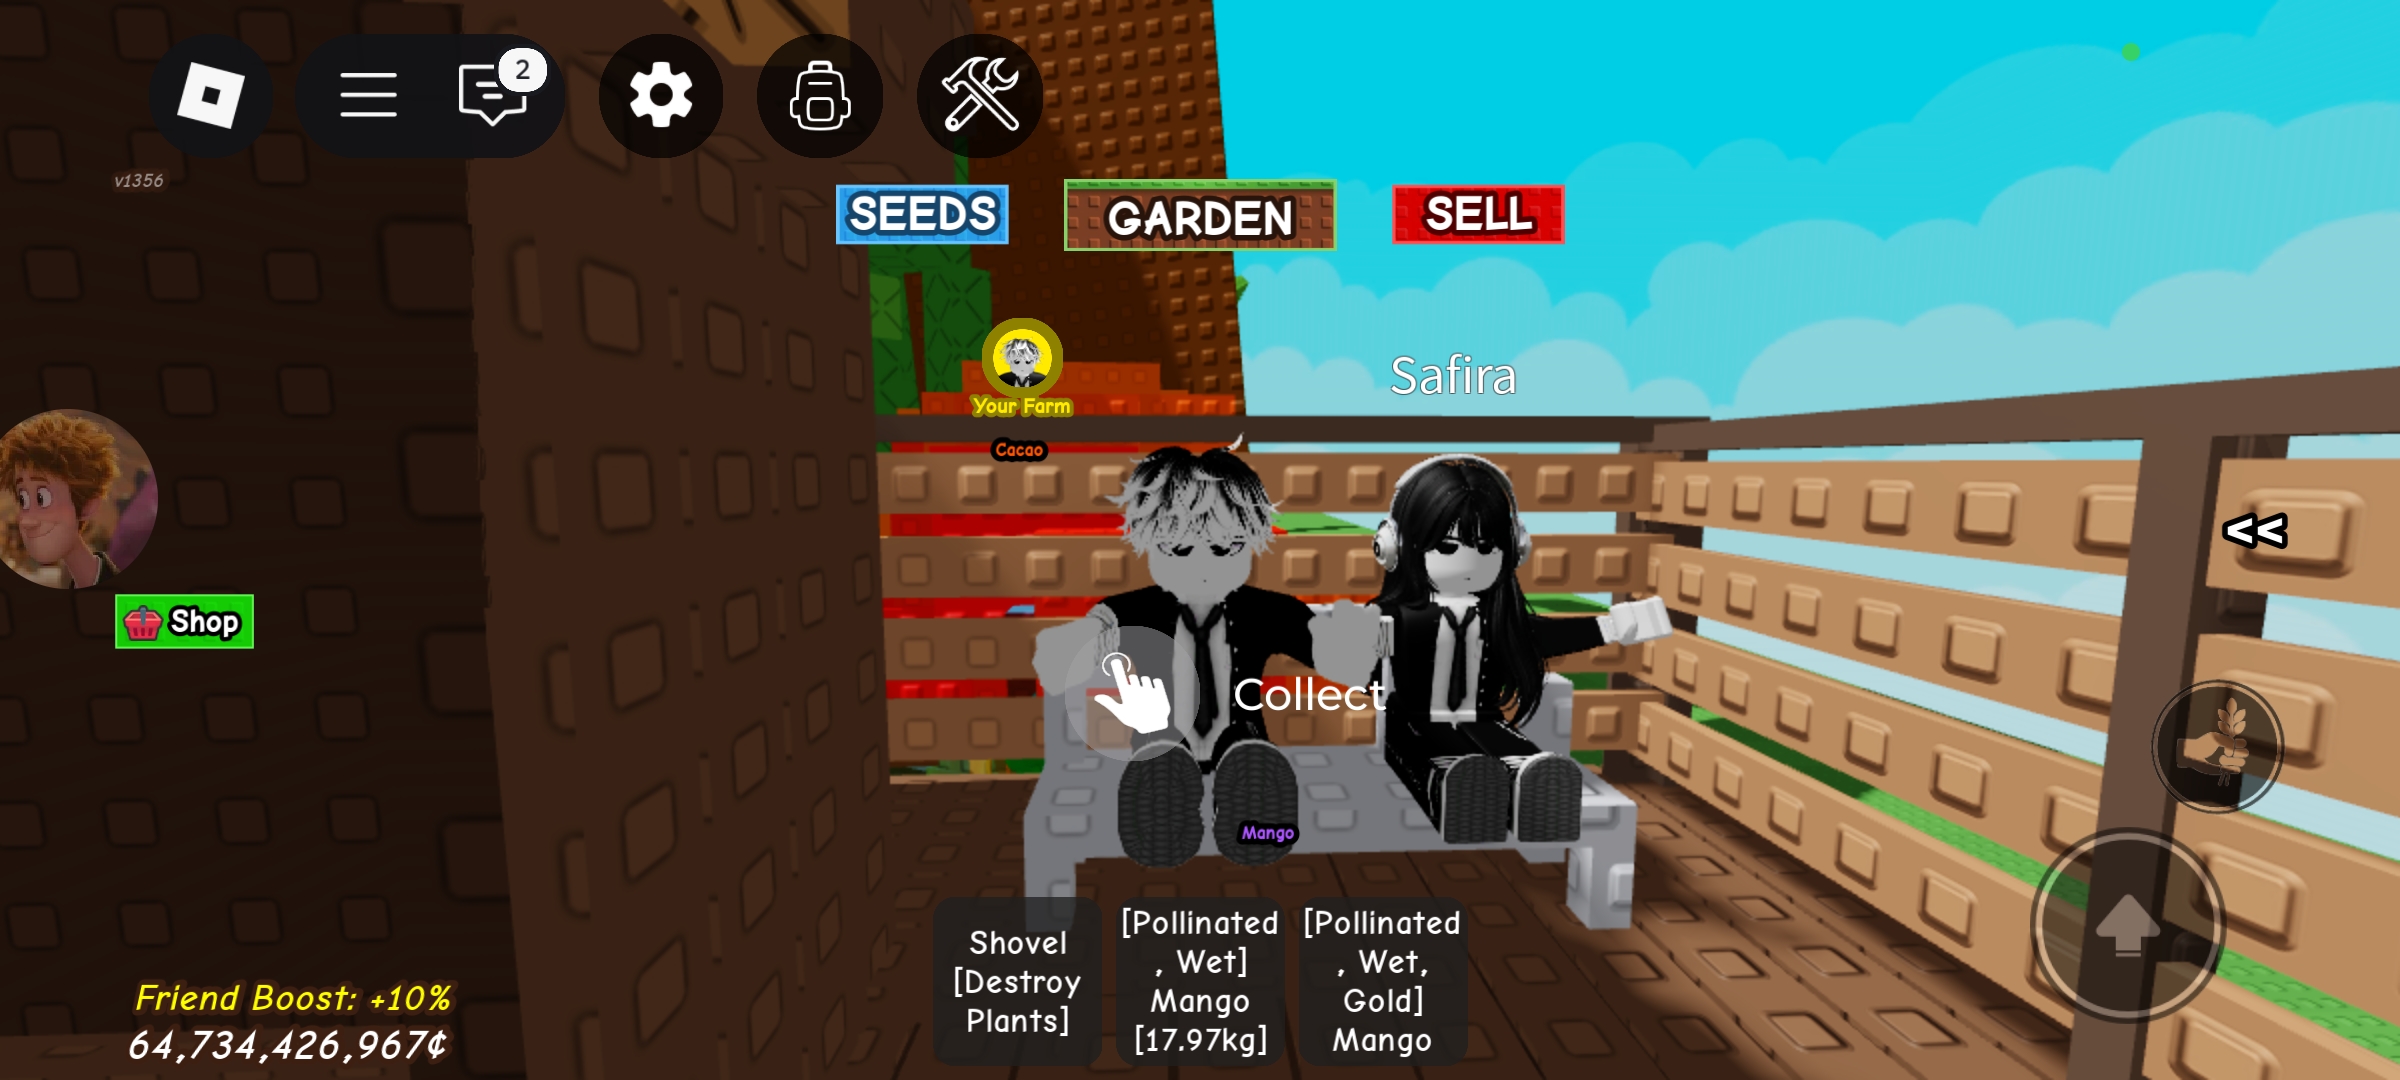 2
v1356
SEEDS
GARDEN
SELL
Safira
Your Farm
Cacao
<<
Shop
Collect
Mango
Shovel
[Destroy
Plants]
[Pollinated
, Wet]
Mango
[17.97kg]
[Pollinated
, Wet,
Gold]
Mango
Friend Boost: +10%
64,734,426,967¢